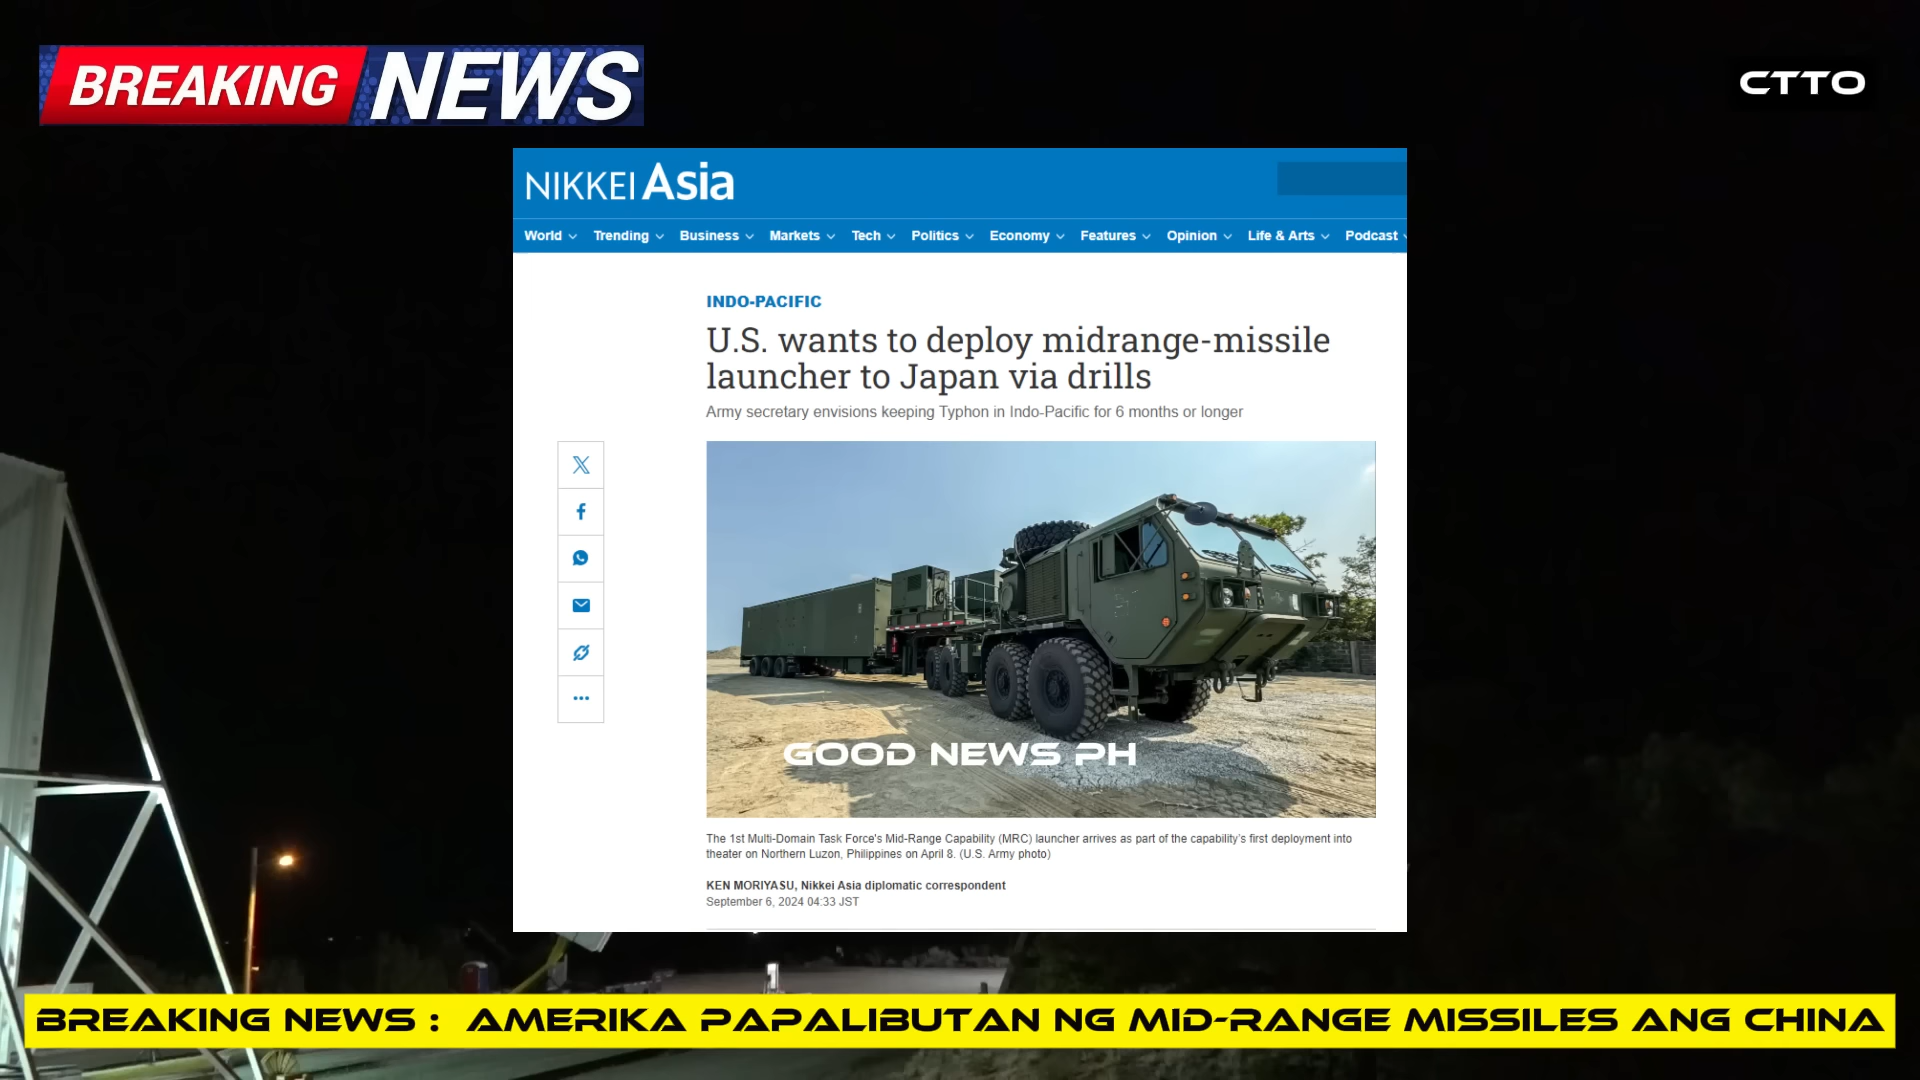 BREAKING NEWS
CTTO
NIKKEI Asia
World Trending Business Markets Tech Politics Economy Features Opinion Life & Arts Podcast
INDO-PACIFIC
U.S. wants to deploy midrange-missile
launcher to Japan via drills
Army secretary envisions keeping Typhon in Indo-Pacific for 6 months or longer
GOOD NEWS PH
The 1st Multi-Domain Task Force's Mid-Range Capability (MRC) launcher arrives as part of the capability's first deployment into
theater on Northern Luzon, Philippines on April 8. (U.S. Army photo)
KEN MORIYASU, Nikkei Asia diplomatic correspondent
September 6, 2024 04:33 JST
BREAKING NEWS : AMERIKA PAPALIBUTAN NG MID-RANGE MISSILES ANG CHINA